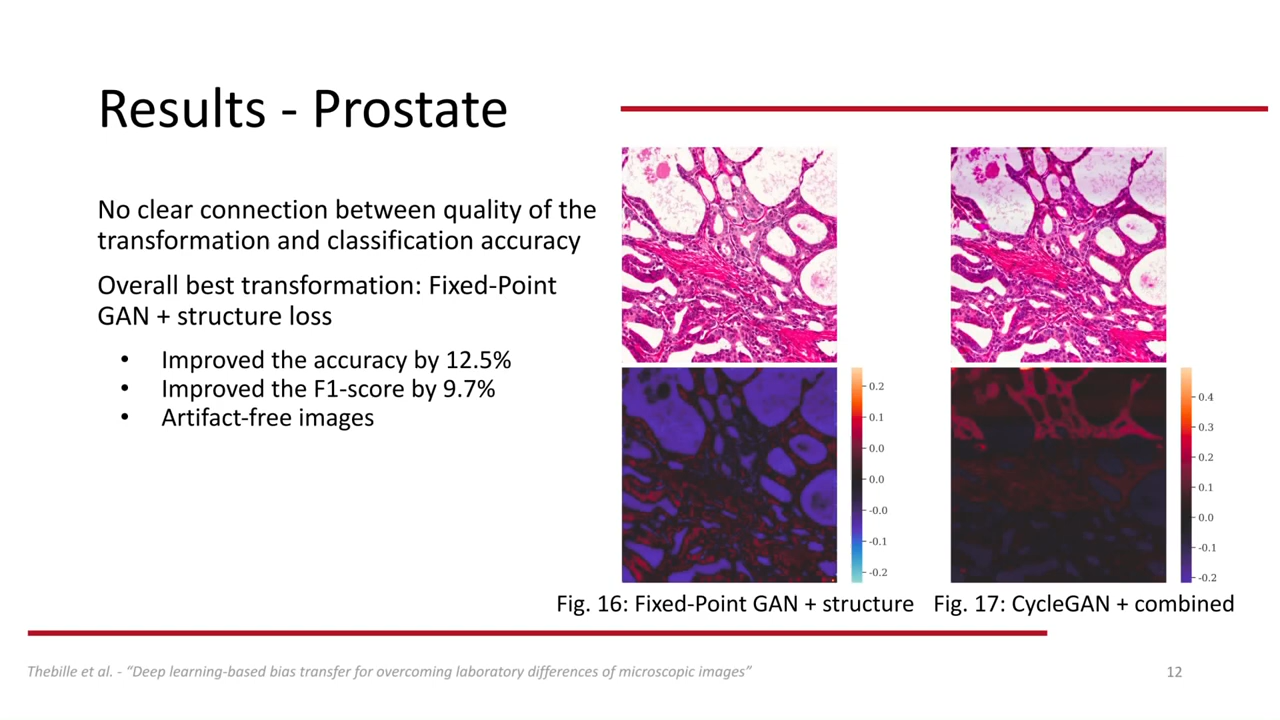 Results - Prostate
No clear connection between quality of the
transformation and classification accuracy
Overall best transformation: Fixed-Point
GAN + structure loss
• Improved the accuracy by 12.5%
• Improved the F1-score by 9.7%
• Artifact-free images
0.2
0.1
0.0
0.0
-0.0
-0.1
-0.2
0.4
0.3
0.2
0.1
0.0
-0.1
-0.2
Fig. 16: Fixed-Point GAN + structure
Fig. 17: CycleGAN + combined
Thebille et al. - “Deep learning-based bias transfer for overcoming laboratory differences of microscopic images”
12